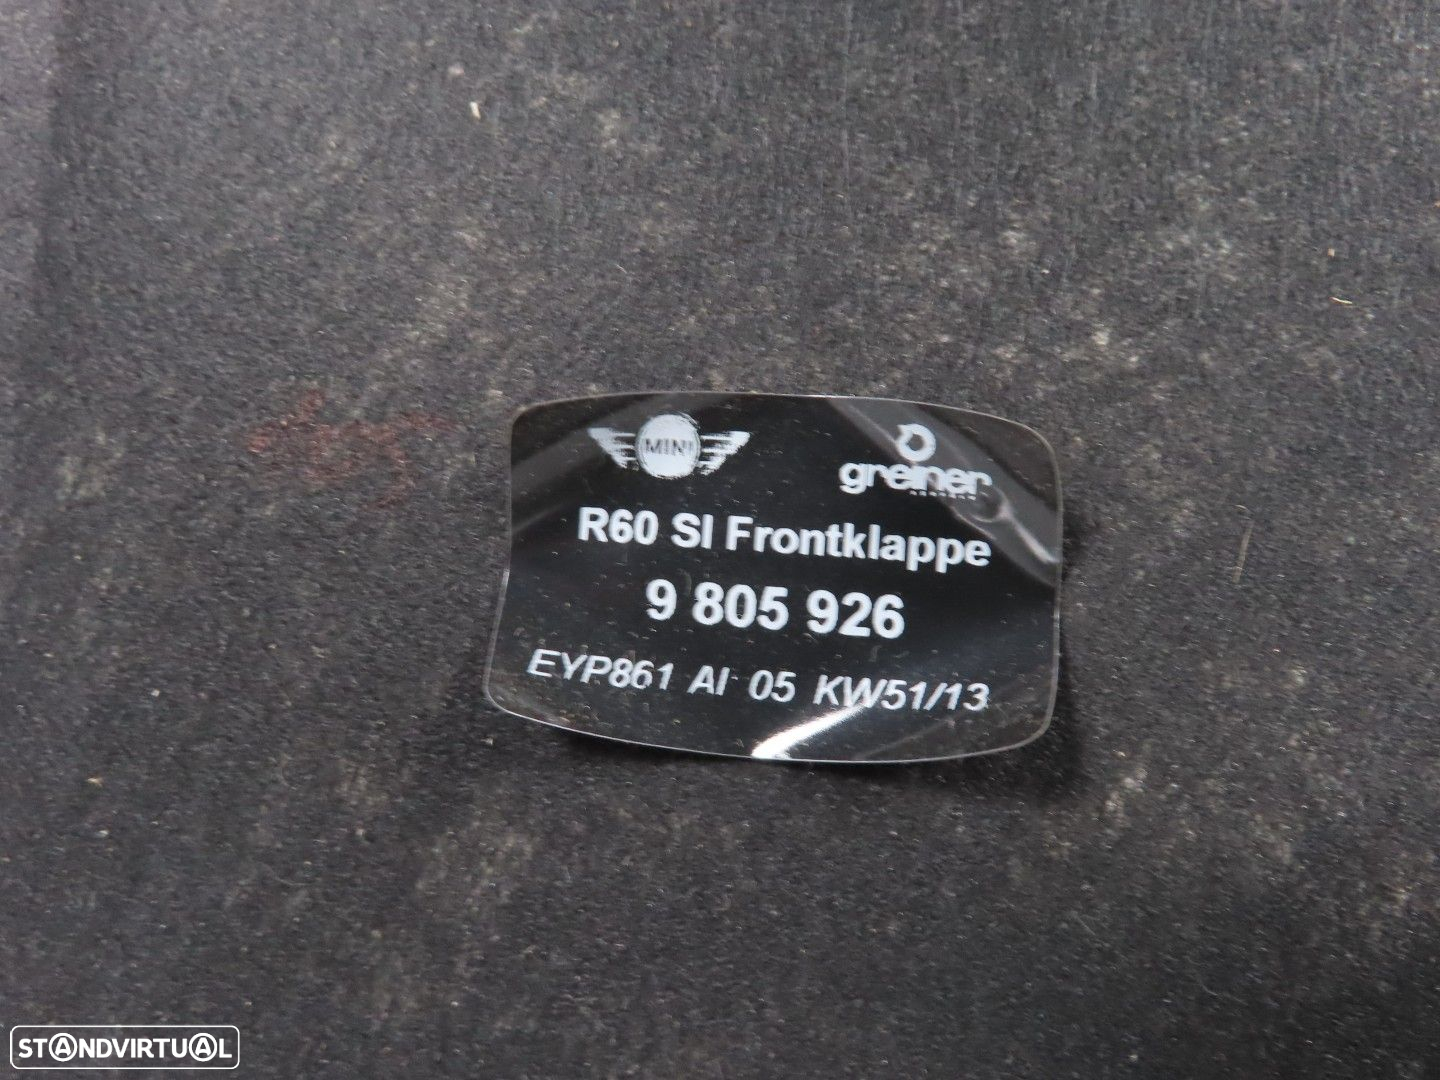 MINI
greiner
R60 SI Frontklappe
9 805 926
EYP861 AI 05 KW51/13
STANDVIRTUAL